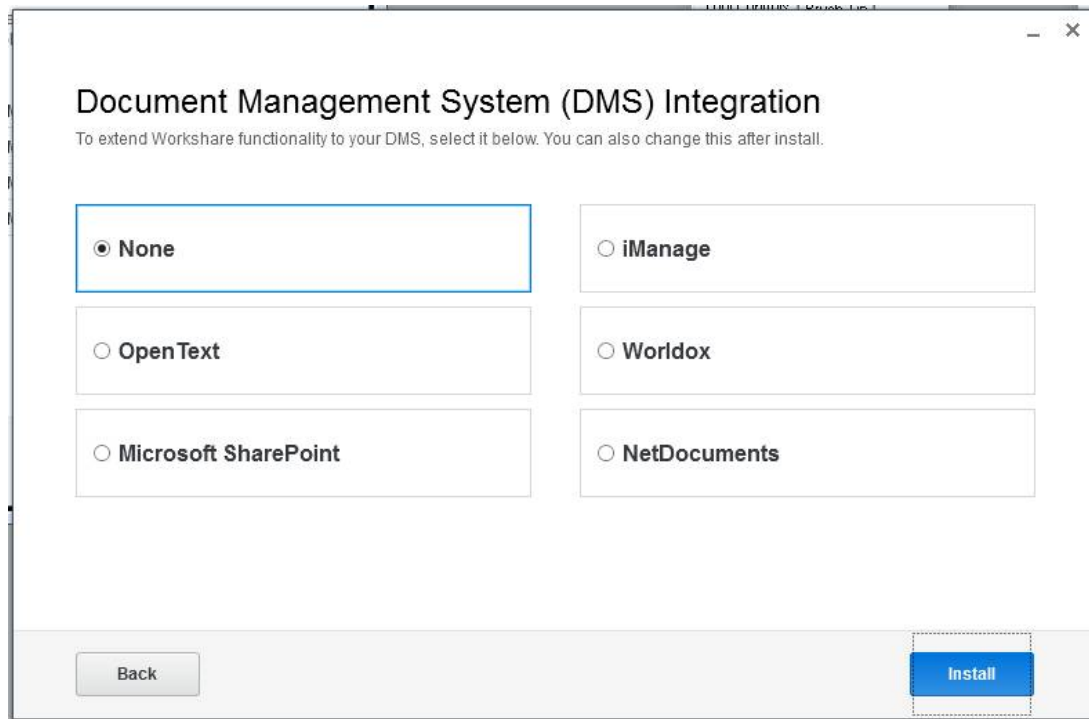 Document Management System (DMS) Integration
To extend Workshare functionality to your DMS, select it below. You can also change this after install.
None
iManage
OpenText
Worldox
Microsoft SharePoint
NetDocuments
Back
Install